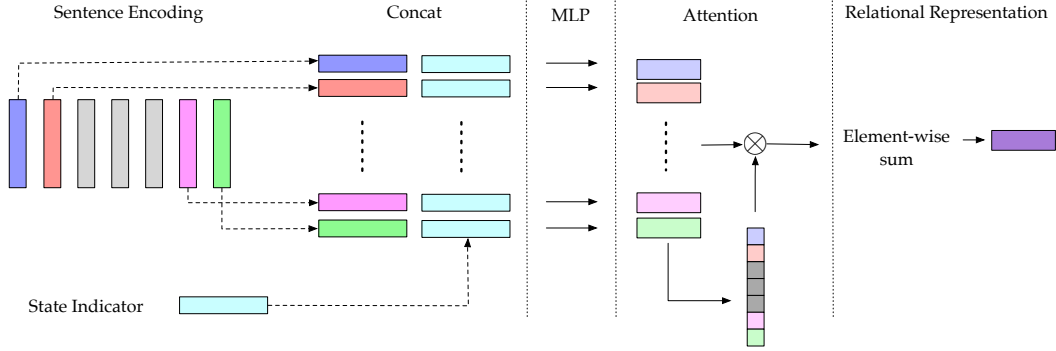 Sentence Encoding
Concat
MLP
Attention
Relational Representation
Element-wise
sum
State Indicator